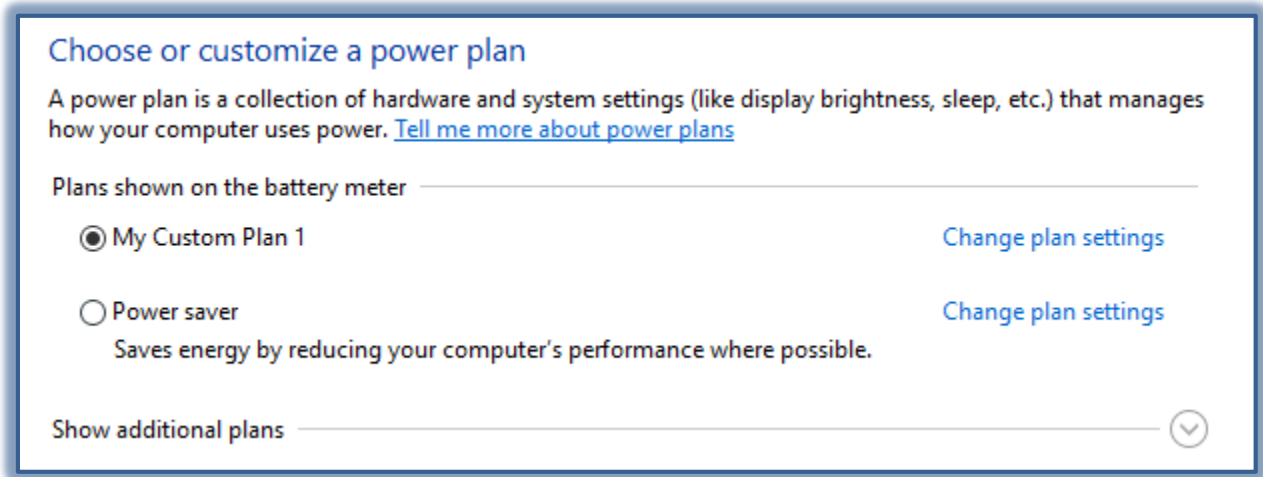 Choose or customize a power plan
A power plan is a collection of hardware and system settings (like display brightness, sleep, etc.) that manages
how your computer uses power. Tell me more about power plans
Plans shown on the battery meter
My Custom Plan 1 Change plan settings
Power saver Change plan settings
Saves energy by reducing your computer's performance where possible.
Show additional plans